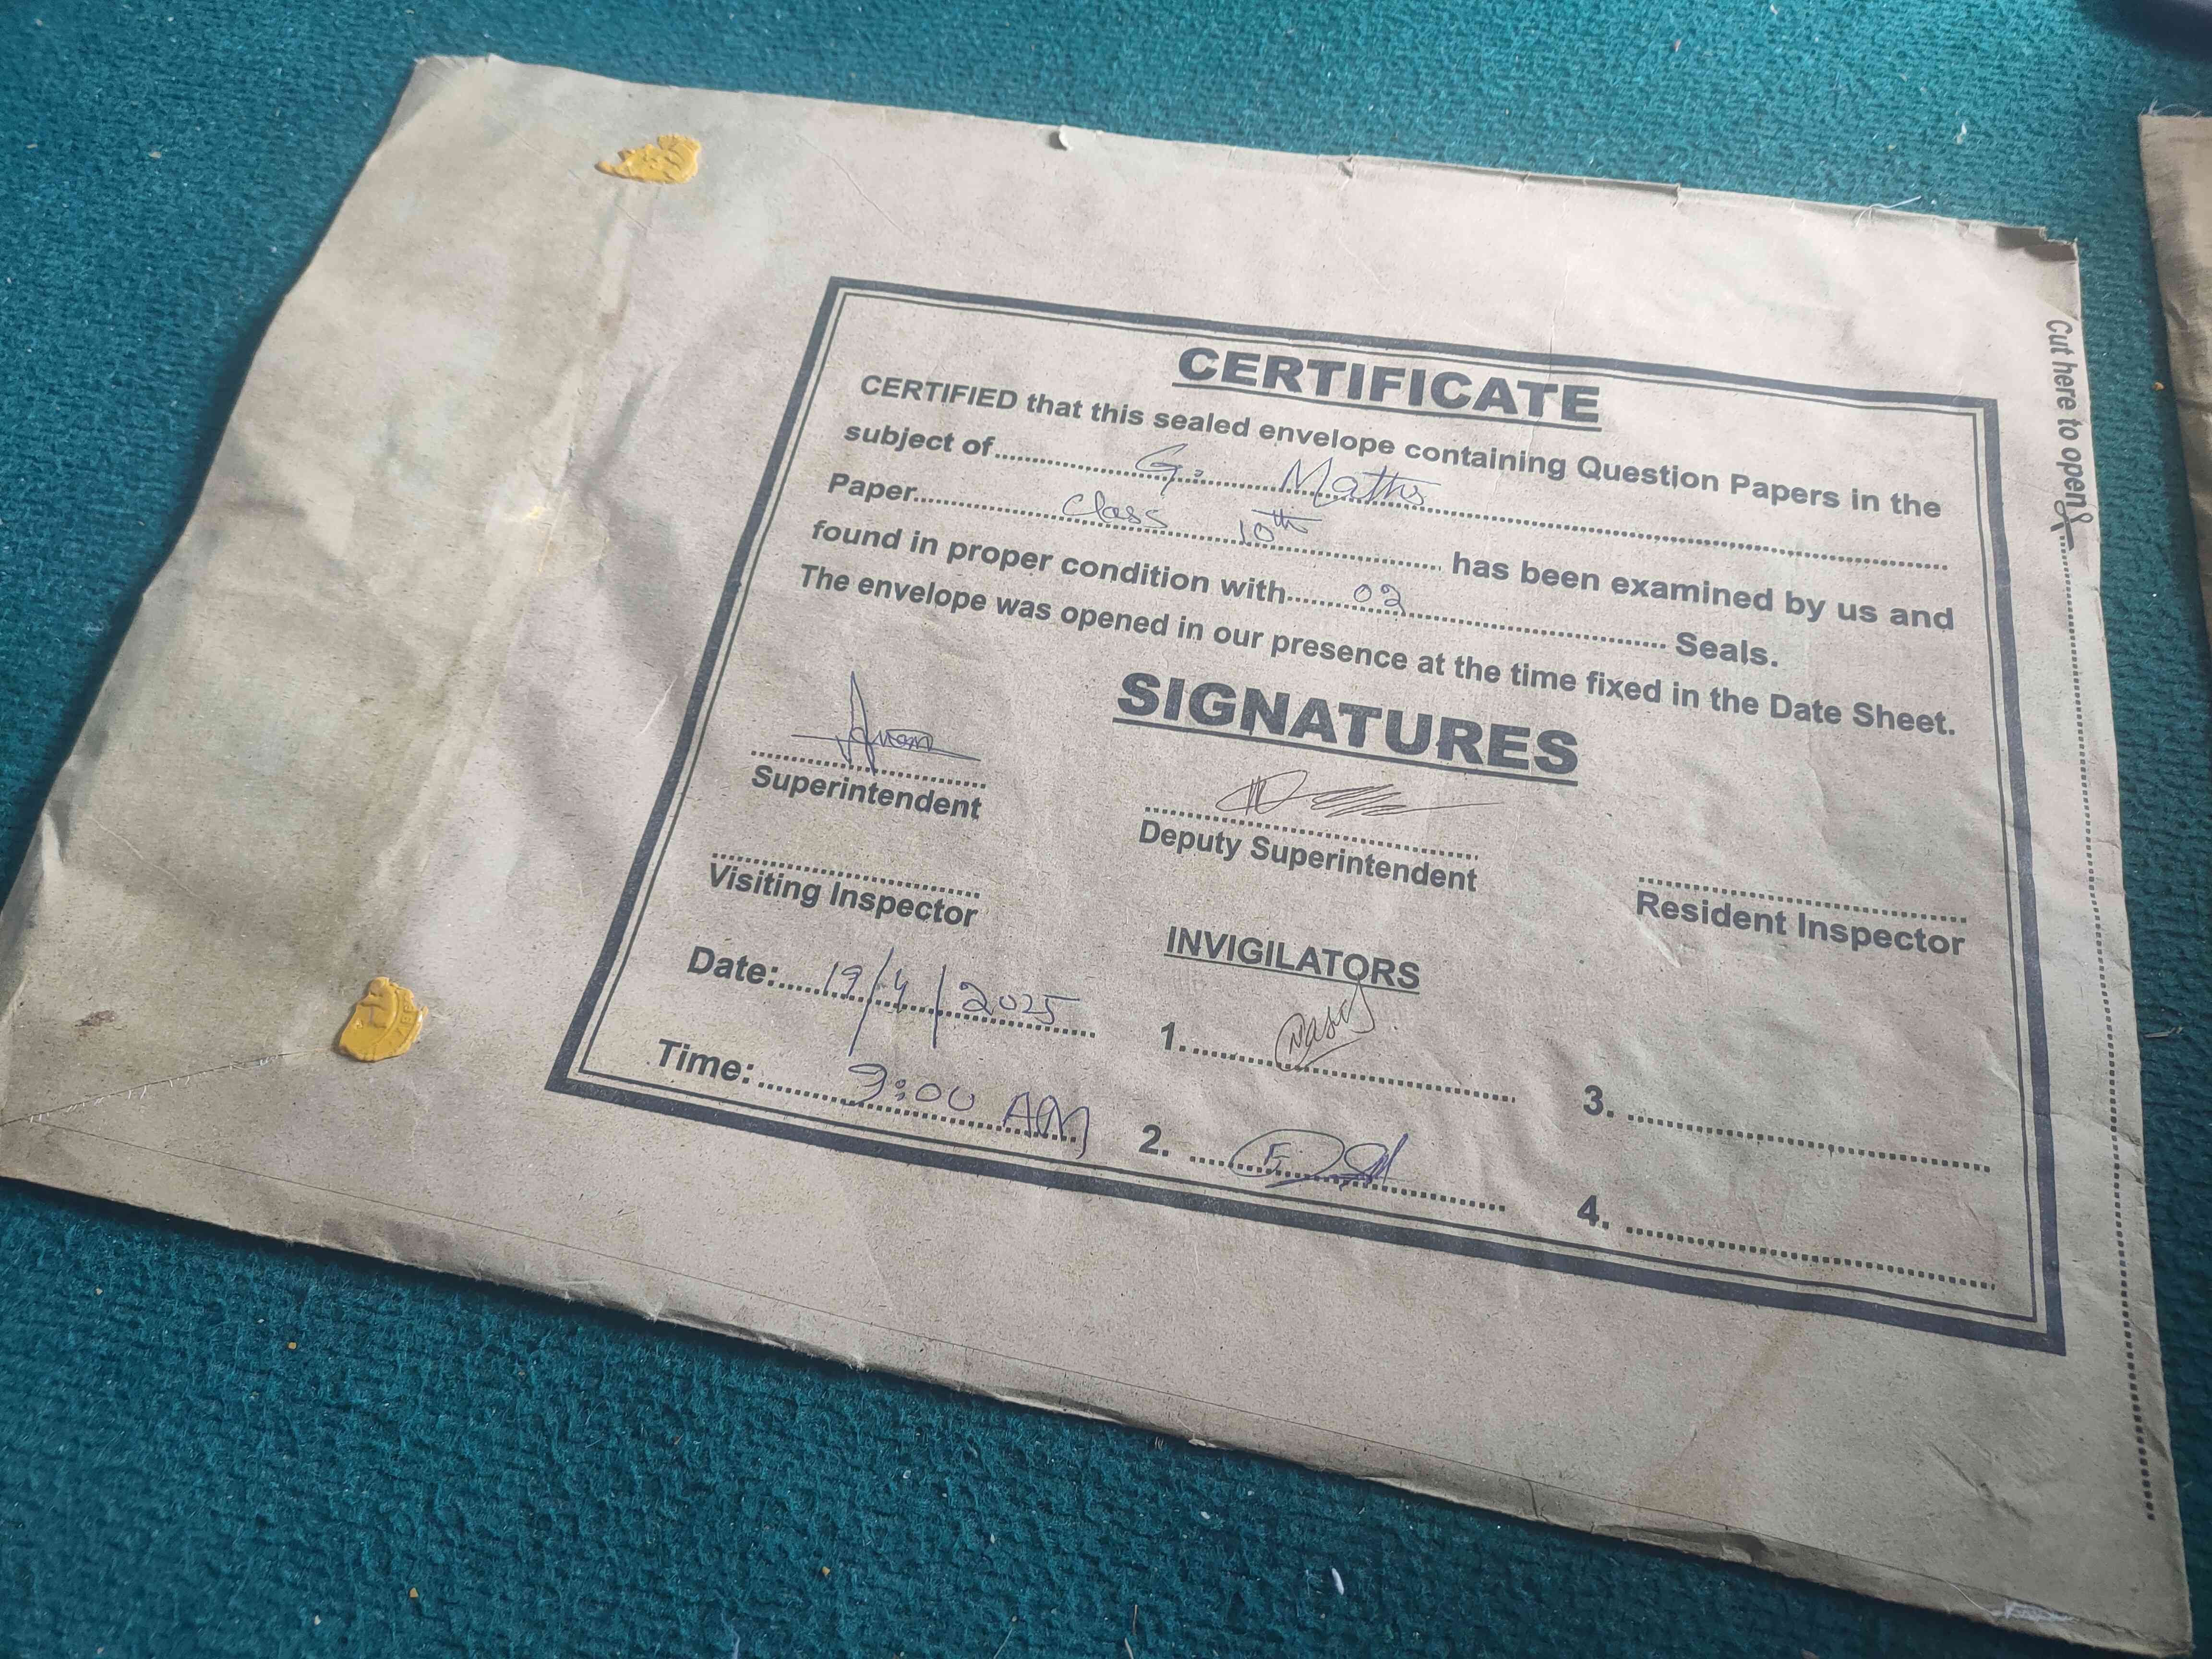 CERTIFICATE
CERTIFIED that this sealed envelope containing Question Papers in the
subject of G. Maths
Paper Class 10th has been examined by us and
found in proper condition with 02 Seals.
The envelope was opened in our presence at the time fixed in the Date Sheet.
SIGNATURES
Superintendent
Deputy Superintendent
Visiting Inspector
Resident Inspector
INVIGILATORS
Date: 19/4/2025
1.
3.
Time: 9:00 AM
2.
4.
Cut here to open